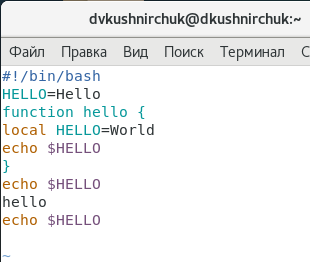 dvkushnirchuk@dkushnirchuk:~
Файл Правка Вид Поиск Терминал С
#!/bin/bash
HELLO=Hello
function hello {
local HELLO=World
echo $HELLO
}
echo $HELLO
hello
echo $HELLO
~